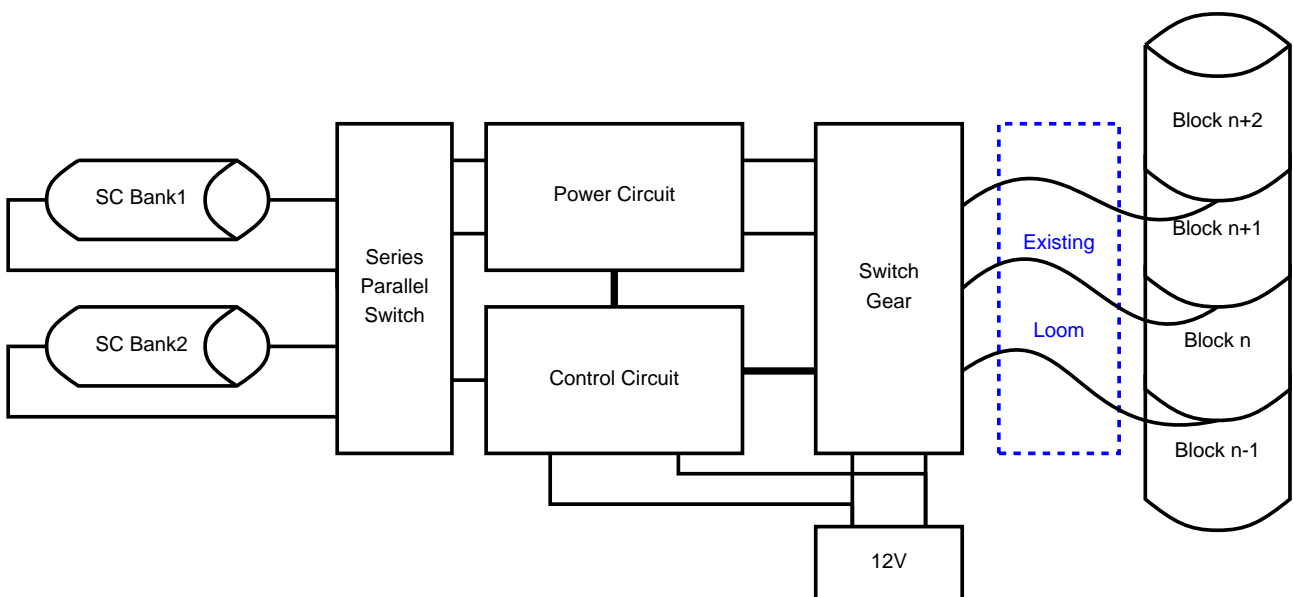 SC Bank1
SC Bank2
Series
Parallel
Switch
Power Circuit
Control Circuit
Switch
Gear
12V
Existing
Loom
Block n+2
Block n+1
Block n
Block n-1